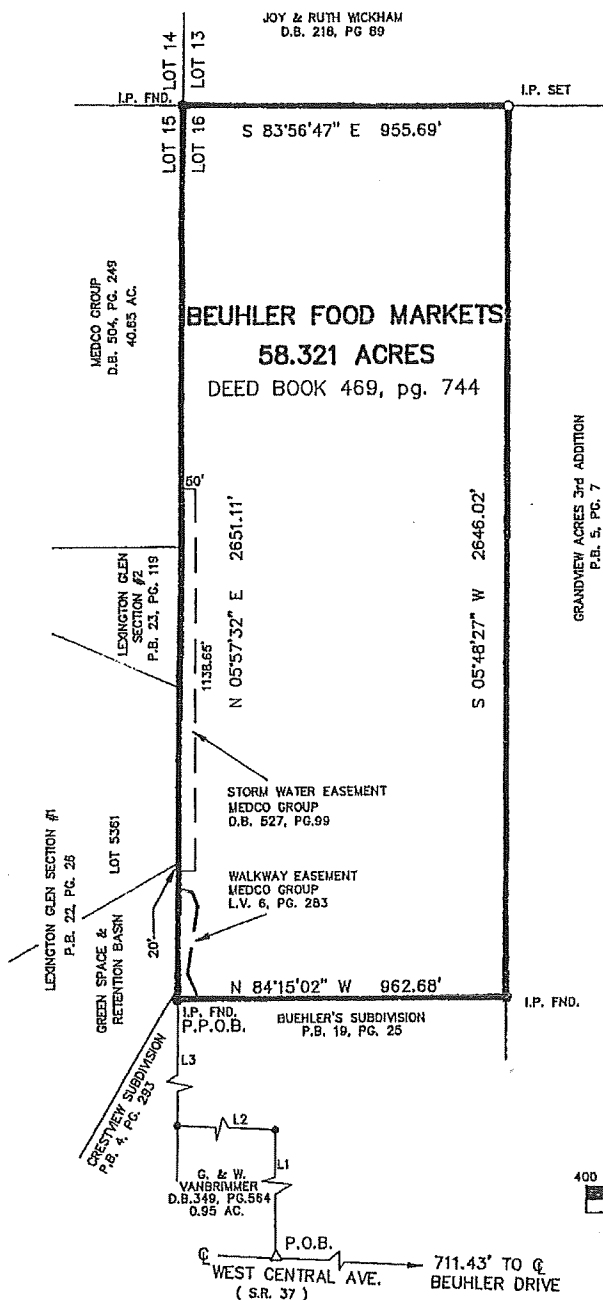 JOY & RUTH WICKHAM
D.B. 218, PG 89
LOT 14
LOT 13
I.P. FND.
I.P. SET
LOT 15
LOT 16
S 83°56'47" E 955.69'
MEDCO GROUP
D.B. 504, PG. 249
40.65 AC.
BEUHLER FOOD MARKETS
58.321 ACRES
DEED BOOK 469, pg. 744
GRANDVIEW ACRES 3rd ADDITION
P.B. 5, PG. 7
50'
N 05°57'32" E 2651.11'
S 05°48'27" W 2646.02'
LEXINGTON GLEN
SECTION #2
P.B. 23, PG. 119
1138.65'
STORM WATER EASEMENT
MEDCO GROUP
D.B. 527, PG.99
LEXINGTON GLEN SECTION #1
P.B. 22, PG. 26
LOT 5361
GREEN SPACE &
RETENTION BASIN
20'
WALKWAY EASEMENT
MEDCO GROUP
L.V. 6, PG. 283
N 84°15'02" W 962.68'
I.P. FND.
P.P.O.B.
BUEHLER'S SUBDIVISION
P.B. 19, PG. 25
I.P. FND.
CRESTVIEW SUBDIVISION
P.B. 4, PG. 293
L3
L2
L1
G. & W.
VANBRIMMER
D.B.349, PG.564
0.95 AC.
400
P.O.B.
℄
WEST CENTRAL AVE.
( S.R. 37 )
711.43' TO ℄
BEUHLER DRIVE